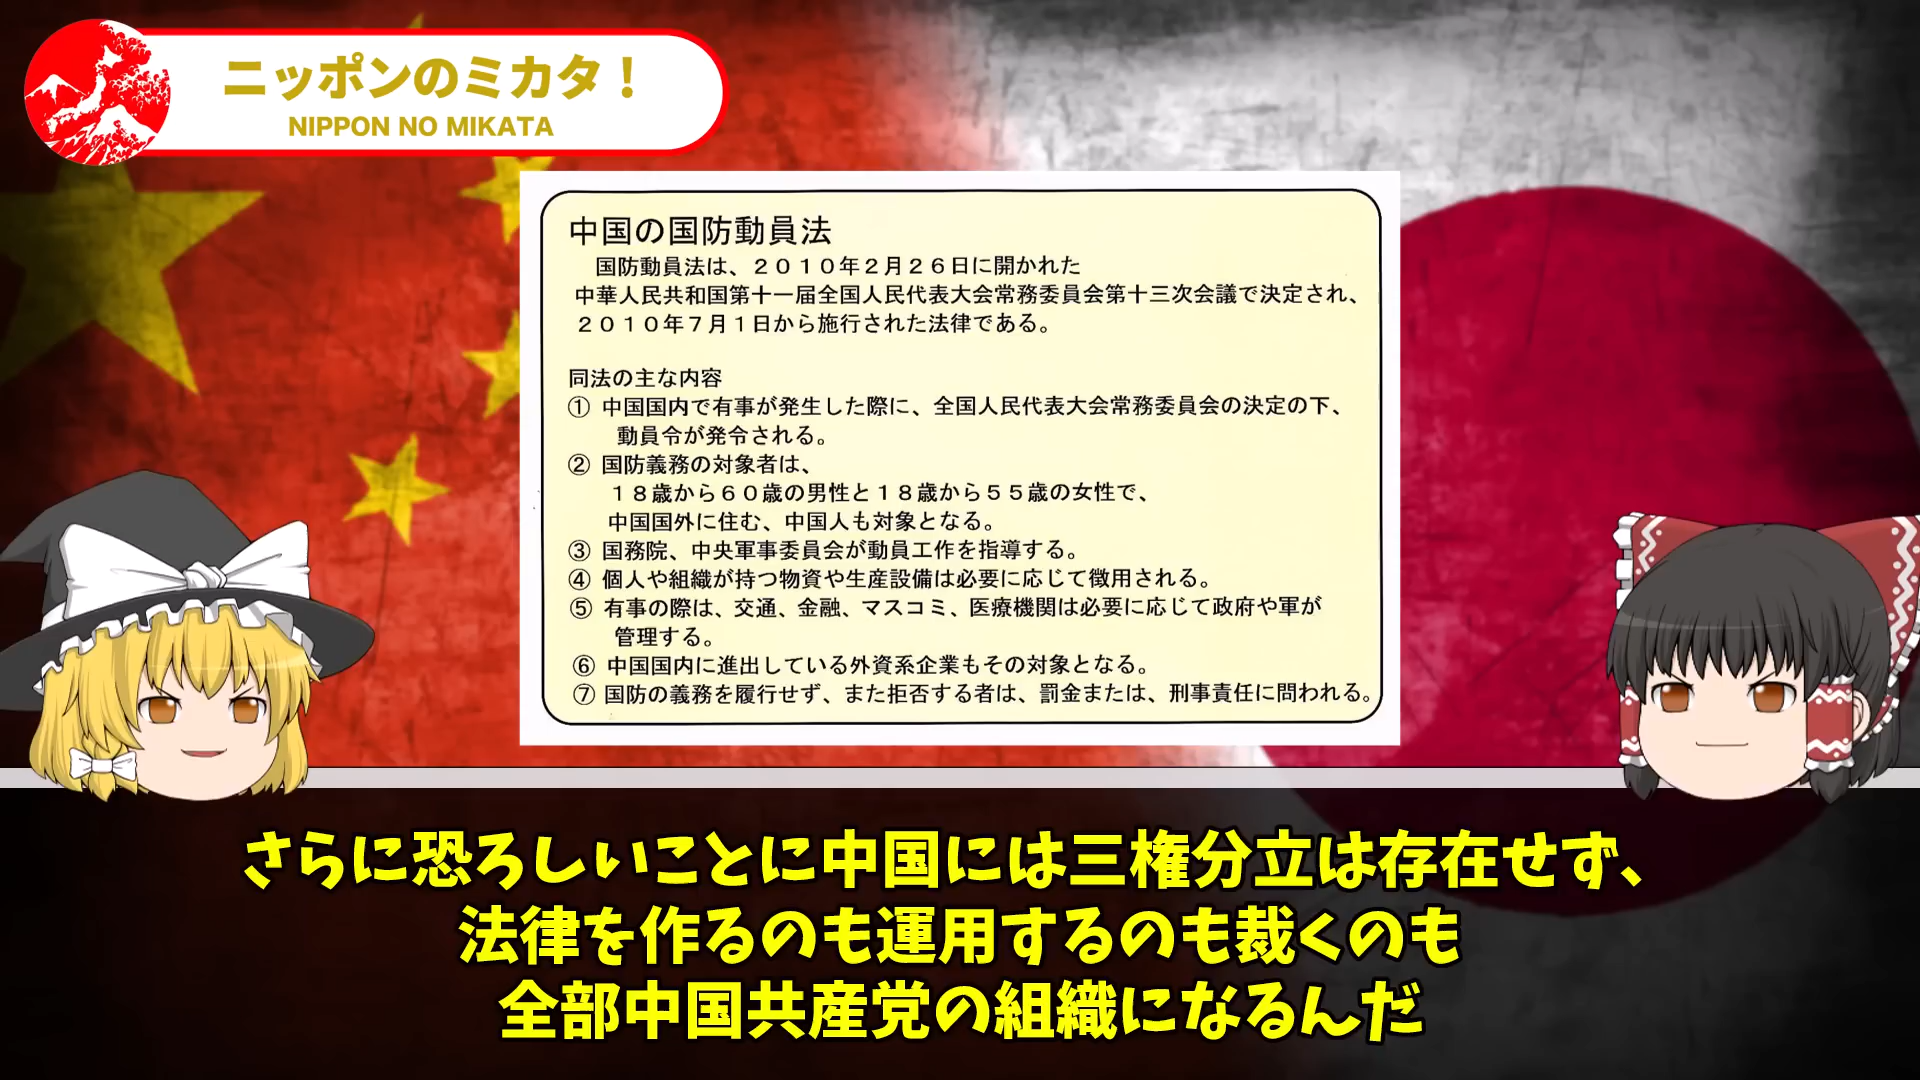 ニッポンのミカタ！
NIPPON NO MIKATA
中国の国防動員法
国防動員法は、２０１０年２月２６日に開かれた
中華人民共和国第十一届全国人民代表大会常務委員会第十三次会議で決定され、
２０１０年７月１日から施行された法律である。
同法の主な内容
① 中国国内で有事が発生した際に、全国人民代表大会常務委員会の決定の下、
動員令が発令される。
② 国防義務の対象者は、
１８歳から６０歳の男性と１８歳から５５歳の女性で、
中国国外に住む、中国人も対象となる。
③ 国務院、中央軍事委員会が動員工作を指導する。
④ 個人や組織が持つ物資や生産設備は必要に応じて徴用される。
⑤ 有事の際は、交通、金融、マスコミ、医療機関は必要に応じて政府や軍が
管理する。
⑥ 中国国内に進出している外資系企業もその対象となる。
⑦ 国防の義務を履行せず、また拒否する者は、罰金または、刑事責任に問われる。
さらに恐ろしいことに中国には三権分立は存在せず、
法律を作るのも運用するのも裁くのも
全部中国共産党の組織になるんだ